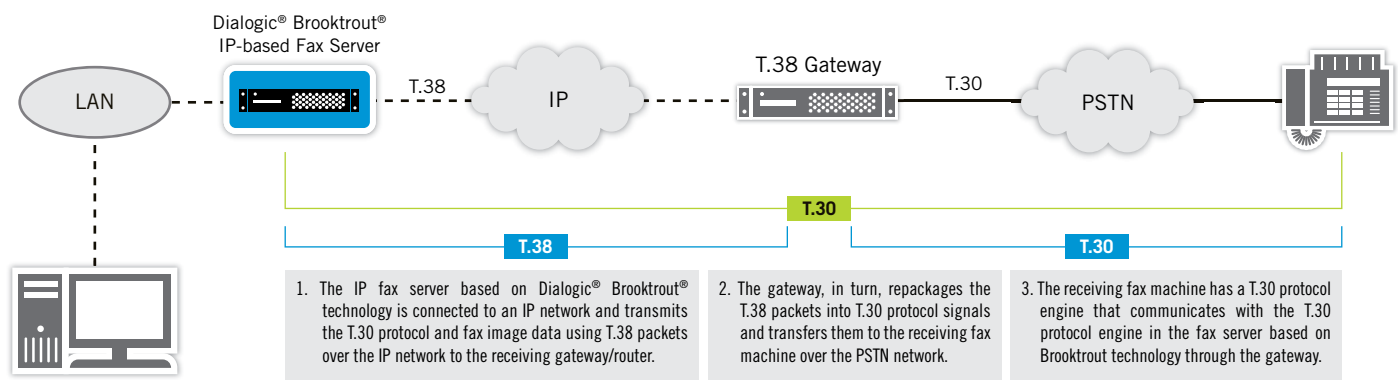 Dialogic® Brooktrout®
IP-based Fax Server
LAN
T.38
IP
T.38 Gateway
T.30
PSTN
T.30
T.38
T.30
1. The IP fax server based on Dialogic® Brooktrout®
technology is connected to an IP network and transmits
the T.30 protocol and fax image data using T.38 packets
over the IP network to the receiving gateway/router.
2. The gateway, in turn, repackages the
T.38 packets into T.30 protocol signals
and transfers them to the receiving fax
machine over the PSTN network.
3. The receiving fax machine has a T.30 protocol
engine that communicates with the T.30
protocol engine in the fax server based on
Brooktrout technology through the gateway.